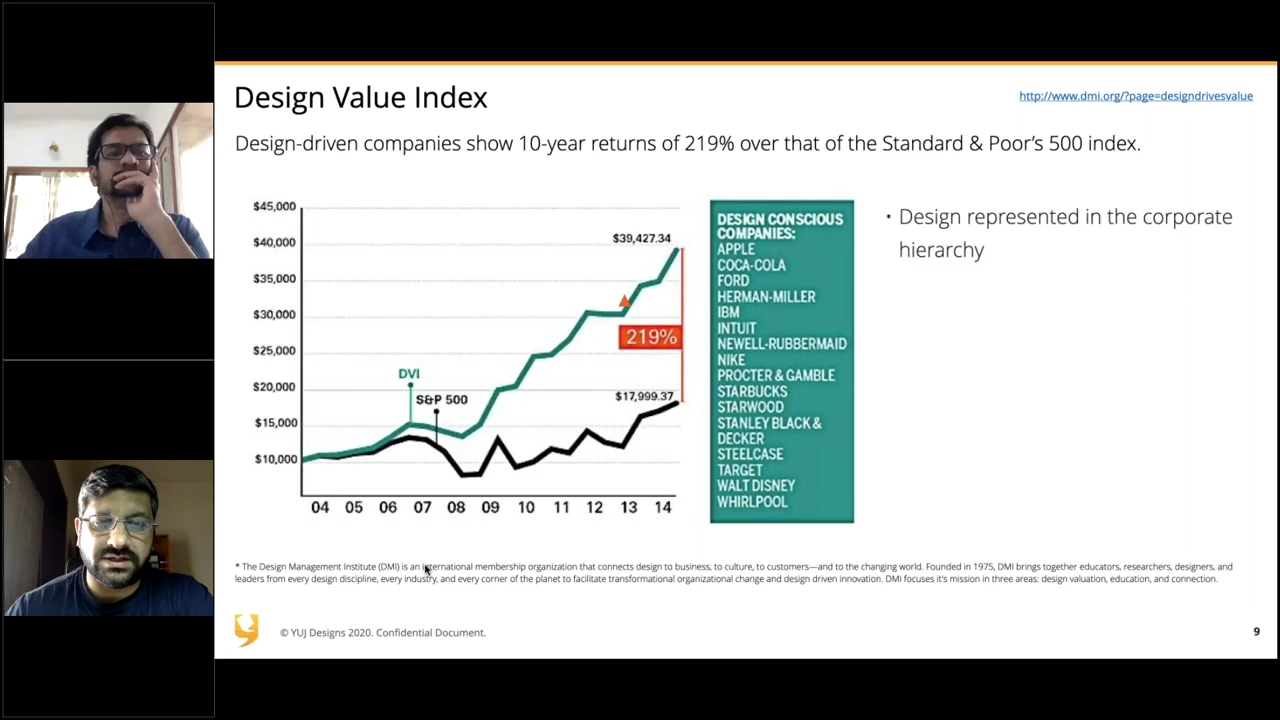 Design Value Index
http://www.dmi.org/?page=designdrivesvalue
Design-driven companies show 10-year returns of 219% over that of the Standard & Poor's 500 index.
$45,000
$40,000
$35,000
$30,000
$25,000
$20,000
$15,000
$10,000
$39,427.34
219%
DVI
S&P 500
$17,999.37
04 05 06 07 08 09 10 11 12 13 14
DESIGN CONSCIOUS
COMPANIES:
APPLE
COCA-COLA
FORD
HERMAN-MILLER
IBM
INTUIT
NEWELL-RUBBERMAID
NIKE
PROCTER & GAMBLE
STARBUCKS
STARWOOD
STANLEY BLACK &
DECKER
STEELCASE
TARGET
WALT DISNEY
WHIRLPOOL
• Design represented in the corporate
hierarchy
* The Design Management Institute (DMI) is an international membership organization that connects design to business, to culture, to customers—and to the changing world. Founded in 1975, DMI brings together educators, researchers, designers, and
leaders from every design discipline, every industry, and every corner of the planet to facilitate transformational organizational change and design driven innovation. DMI focuses it's mission in three areas: design valuation, education, and connection.
© YUJ Designs 2020. Confidential Document.
9